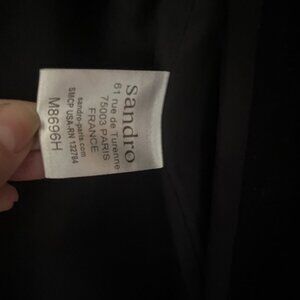 sandro
61 rue de Turenne
75003 PARIS
FRANCE
sandro-paris.com
SMCP USA-RN 132784
M8696H